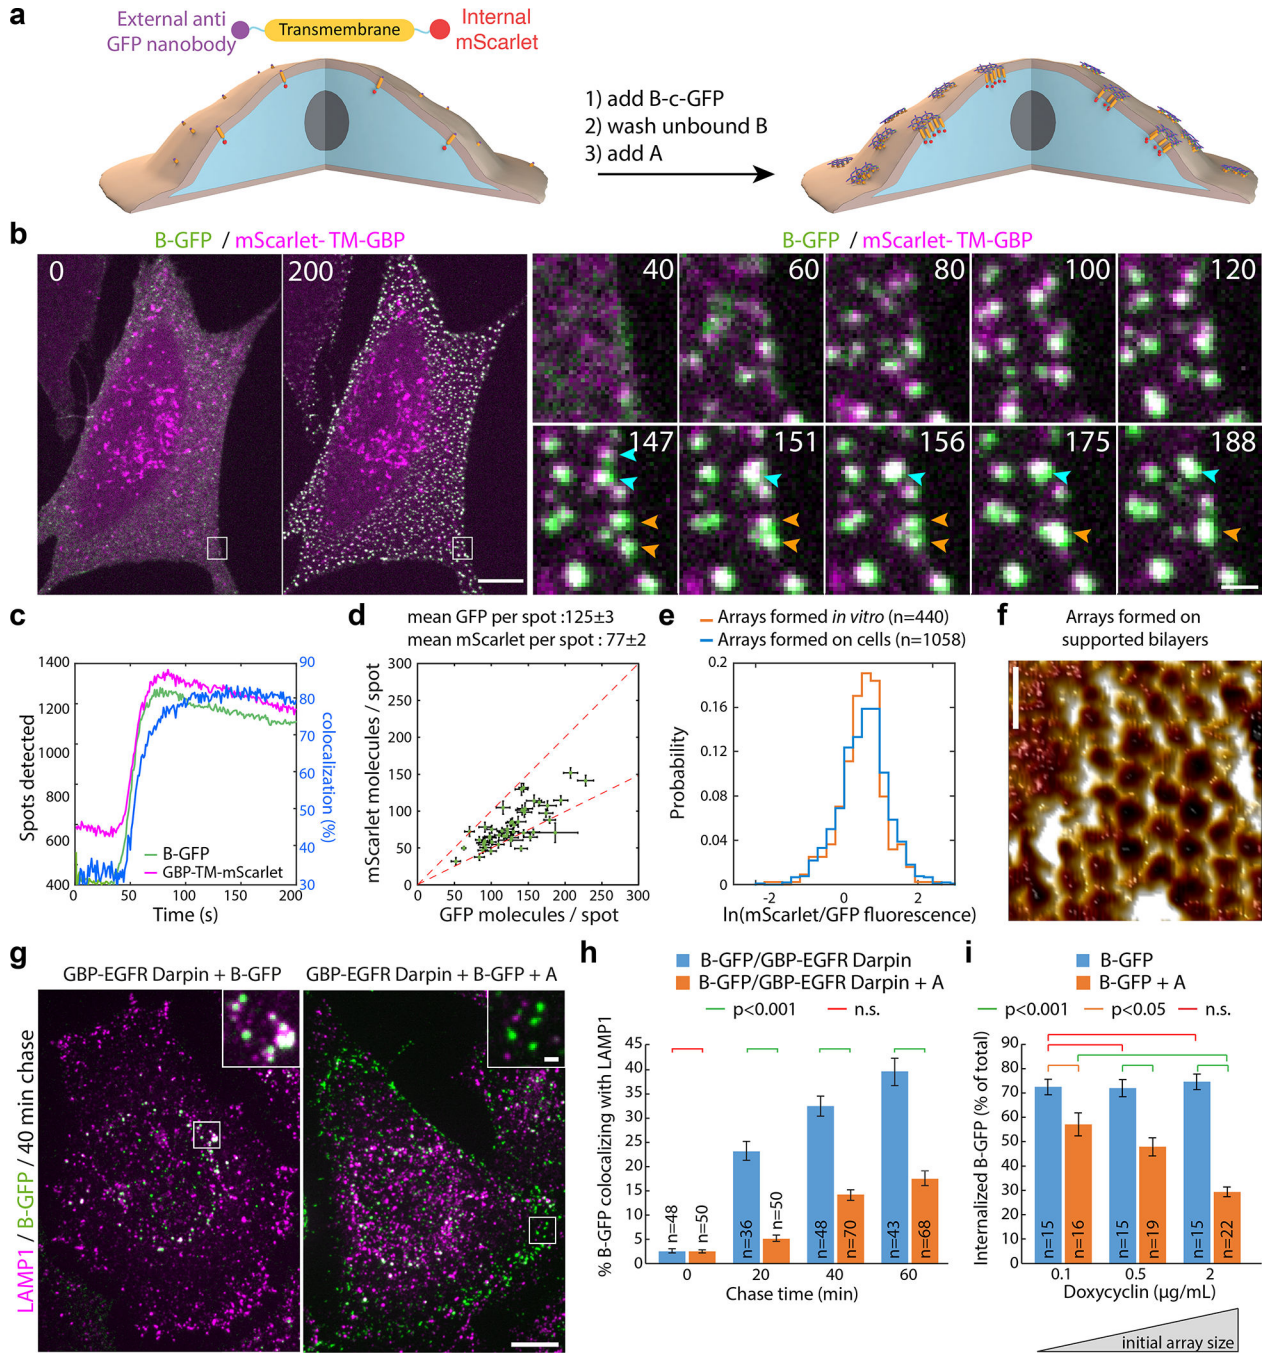 a
External anti
GFP nanobody
Transmembrane
Internal
mScarlet
1) add B-c-GFP
2) wash unbound B
3) add A
b
B-GFP / mScarlet- TM-GBP
B-GFP / mScarlet- TM-GBP
0
200
40
60
80
100
120
147
151
156
175
188
c
Spots detected
1400
1200
1000
800
600
400
90
80
70
60
50
40
30
colocalization (%)
B-GFP
GBP-TM-mScarlet
0
50
100
150
200
Time (s)
d
mean GFP per spot :125±3
mean mScarlet per spot : 77±2
mScarlet molecules / spot
300
250
200
150
100
50
0
0
50
100
150
200
250
300
GFP molecules / spot
e
Arrays formed in vitro (n=440)
Arrays formed on cells (n=1058)
Probability
0.2
0.16
0.12
0.08
0.04
0
-2
0
2
ln(mScarlet/GFP fluorescence)
f
Arrays formed on
supported bilayers
g
GBP-EGFR Darpin + B-GFP
GBP-EGFR Darpin + B-GFP + A
LAMP1 / B-GFP / 40 min chase
h
B-GFP/GBP-EGFR Darpin
B-GFP/GBP-EGFR Darpin + A
p<0.001
n.s.
% B-GFP colocalizing with LAMP1
45
40
35
30
25
20
15
10
5
0
n=48
n=50
n=36
n=50
n=48
n=70
n=43
n=68
0
20
40
60
Chase time (min)
i
B-GFP
B-GFP + A
p<0.001
p<0.05
n.s.
Internalized B-GFP (% of total)
90
80
70
60
50
40
30
20
10
0
n=15
n=16
n=15
n=19
n=15
n=22
0.1
0.5
2
Doxycyclin (µg/mL)
initial array size